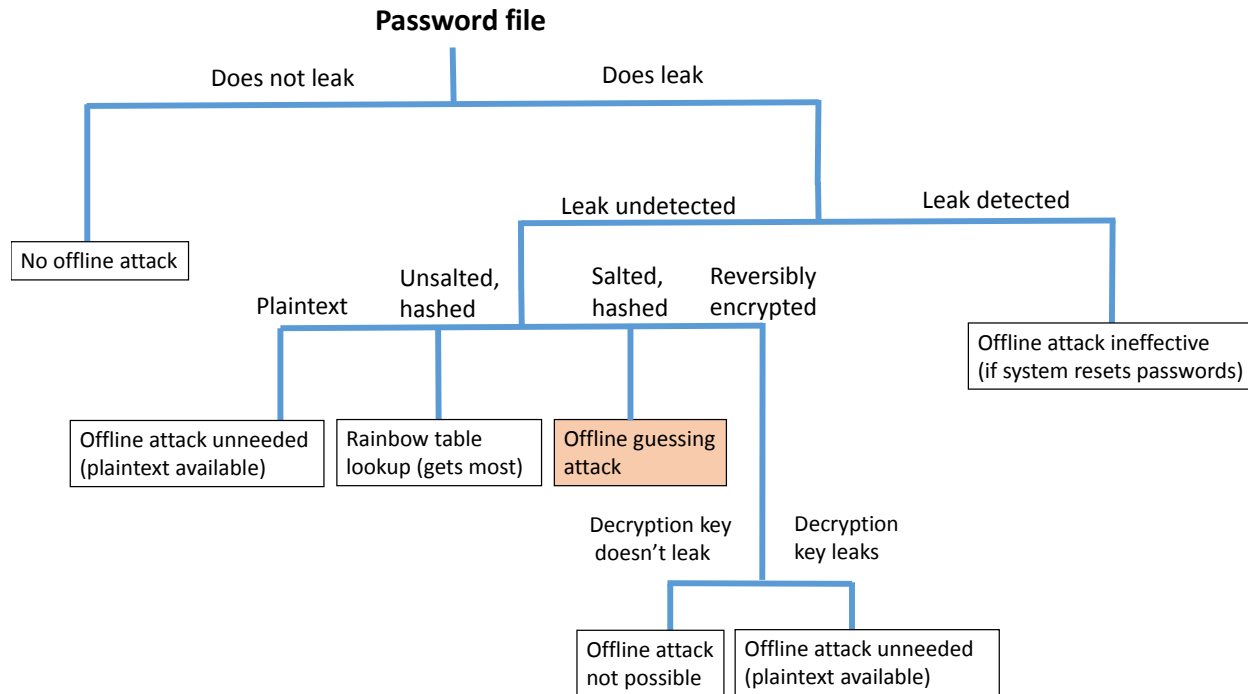 Password file
Does not leak
Does leak
Leak undetected
Leak detected
No offline attack
Plaintext
Unsalted,
hashed
Salted,
hashed
Reversibly
encrypted
Offline attack ineffective
(if system resets passwords)
Offline attack unneeded
(plaintext available)
Rainbow table
lookup (gets most)
Offline guessing
attack
Decryption key
doesn’t leak
Decryption
key leaks
Offline attack
not possible
Offline attack unneeded
(plaintext available)